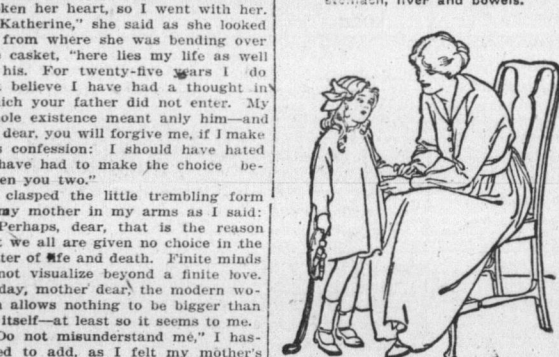 ken her heart, so I went with her.
Katherine," she said as she looked
from where she was bending over
casket, "here lies my life as well
his. For twenty-five years I do
believe I have had a thought in
ich your father did not enter. My
ole existence meant anly him—and
dear, you will forgive me, if I make
s confession: I should have hated
have had to make the choice be-
en you two."
clasped the little trembling form
my mother in my arms as I said:
Perhaps, dear, that is the reason
t we all are given no choice in the
ter of life and death. Finite minds
not visualize beyond a finite love.
day, mother dear, the modern wo-
n allows nothing to be bigger than
itself—at least so it seems to me.
Do not misunderstand me," I has-
ed to add, as I felt my mother's
stomach, liver and bowels.